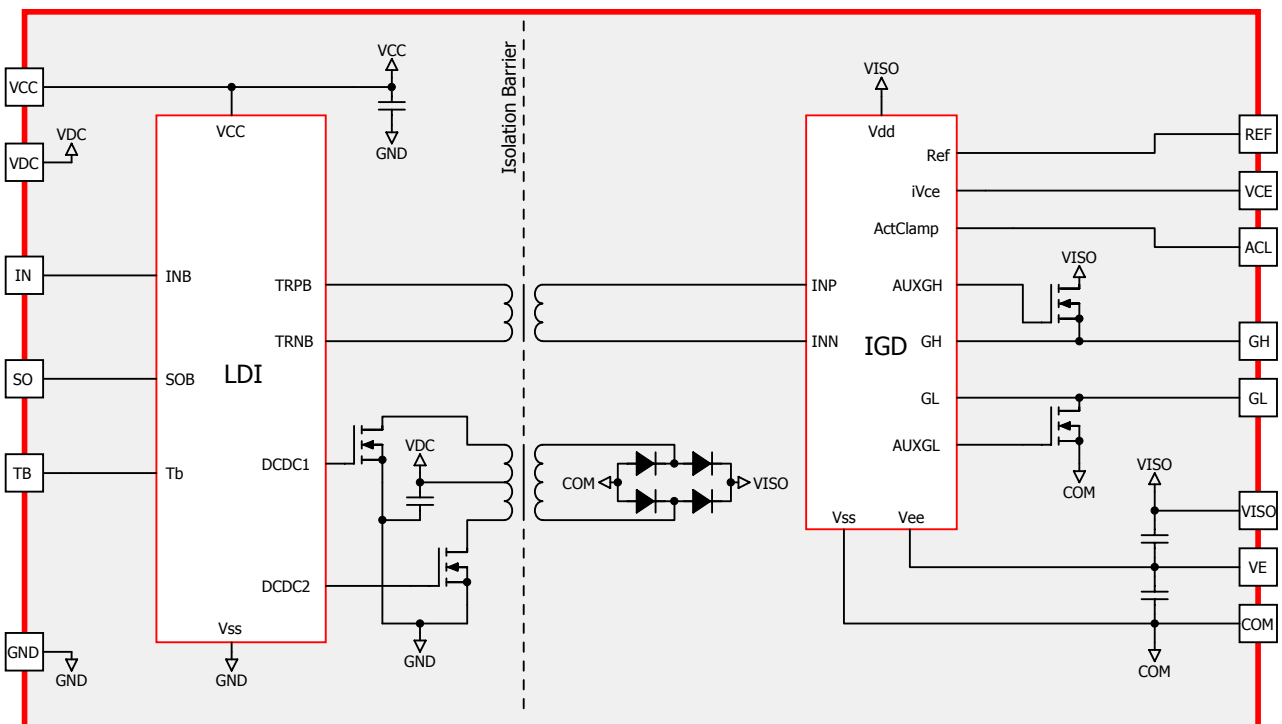 VCC
VDC
IN
SO
TB
GND
VDC
GND
VCC
GND
VCC
INB
SOB
Tb
LDI
TRPB
TRNB
DCDC1
DCDC2
Vss
GND
VDC
GND
Isolation Barrier
COM
VISO
VISO
Vdd
Ref
iVce
ActClamp
INP
AUXGH
INN
IGD
GH
GL
AUXGL
Vss
Vee
VISO
COM
VISO
COM
REF
VCE
ACL
GH
GL
VISO
VE
COM